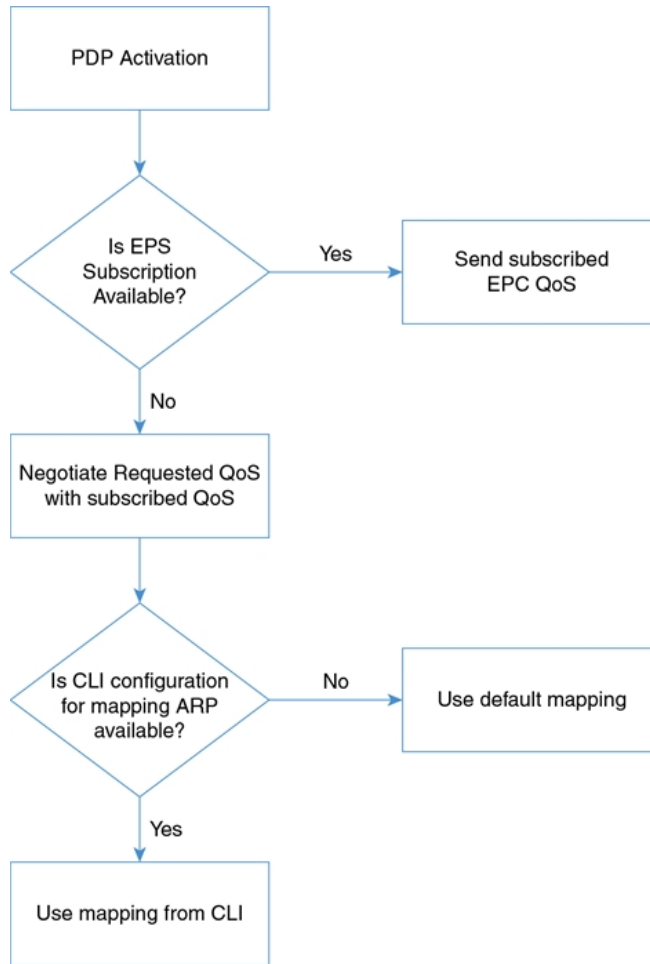 PDP Activation
Is EPS
Subscription
Available?
Yes
Send subscribed
EPC QoS
No
Negotiate Requested QoS
with subscribed QoS
Is CLI configuration
for mapping ARP
available?
No
Use default mapping
Yes
Use mapping from CLI